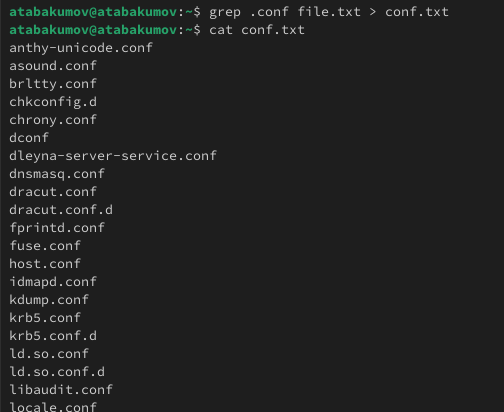 atabakumov@atabakumov:~$ grep .conf file.txt > conf.txt
atabakumov@atabakumov:~$ cat conf.txt
anthy-unicode.conf
asound.conf
brltty.conf
chkconfig.d
chrony.conf
dconf
dleyna-server-service.conf
dnsmasq.conf
dracut.conf
dracut.conf.d
fprintd.conf
fuse.conf
host.conf
idmapd.conf
kdump.conf
krb5.conf
krb5.conf.d
ld.so.conf
ld.so.conf.d
libaudit.conf
locale.conf